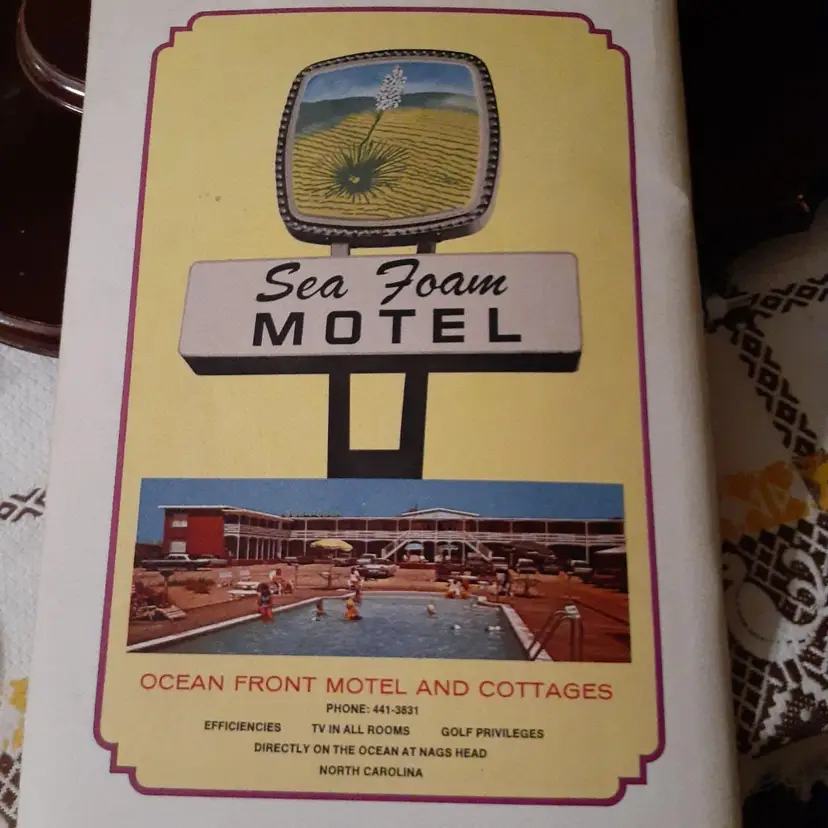 Sea Foam
MOTEL
OCEAN FRONT MOTEL AND COTTAGES
PHONE: 441-3831
EFFICIENCIES TV IN ALL ROOMS GOLF PRIVILEGES
DIRECTLY ON THE OCEAN AT NAGS HEAD
NORTH CAROLINA